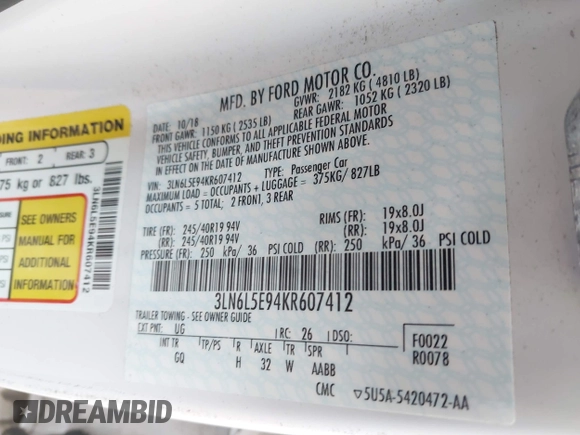 MFD. BY FORD MOTOR CO.
DATE: 10/18 GVWR: 2182 KG ( 4810 LB)
FRONT GAWR: 1150 KG ( 2535 LB) REAR GAWR: 1052 KG ( 2320 LB)
THIS VEHICLE CONFORMS TO ALL APPLICABLE FEDERAL MOTOR
VEHICLE SAFETY, BUMPER, AND THEFT PREVENTION STANDARDS
IN EFFECT ON THE DATE OF MANUFACTURE SHOWN ABOVE.
VIN: 3LN6L5E94KR607412 TYPE: Passenger Car
MAXIMUM LOAD = OCCUPANTS + LUGGAGE = 375KG/ 827LB
OCCUPANTS = 5 TOTAL; 2 FRONT, 3 REAR
TIRE (FR): 245/40R19 94V RIMS (FR): 19x8.0J
(RR): 245/40R19 94V (RR): 19x8.0J
PRESSURE (FR): 250 kPa/ 36 PSI COLD (RR): 250 kPa/ 36 PSI COLD
3LN6L5E94KR607412
TRAILER TOWING - SEE OWNER GUIDE
EXT PNT: UG RC: 26 DSO: F0022
INT TR TP/PS R AXLE TR SPR R0078
GQ H 32 W AABB
CMC ▽5U5A-5420472-AA
DING INFORMATION
FRONT: 2 REAR: 3
75 kg or 827 lbs.
SEE OWNERS
MANUAL FOR
ADDITIONAL
INFORMATION
PSI
PSI
3LN6L5E94KR607412
DREAMBID